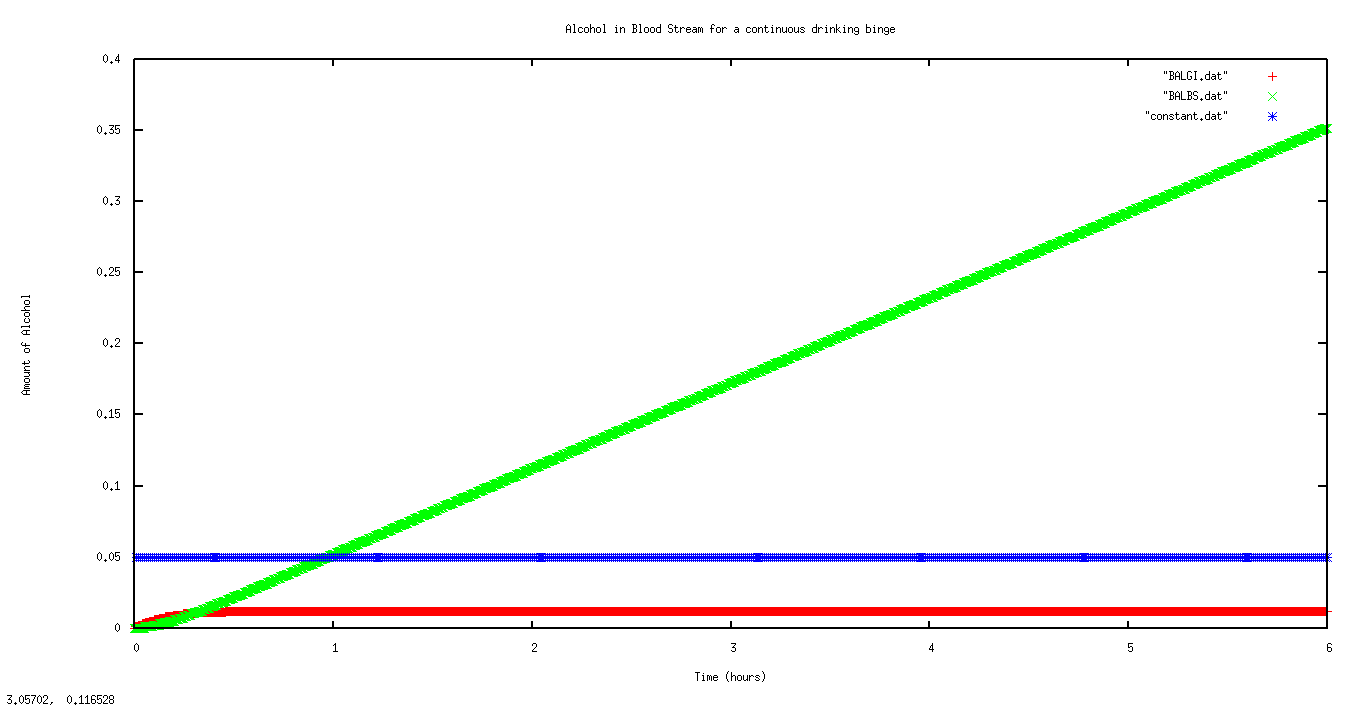 Alcohol in Blood Stream for a continuous drinking binge
0.4
"BALGI.dat"
"BALBS.dat"
"constant.dat"
0.35
0.3
0.25
Amount of Alcohol
0.2
0.15
0.1
0.05
0
0 1 2 3 4 5 6
Time (hours)
3.05702, 0.116528